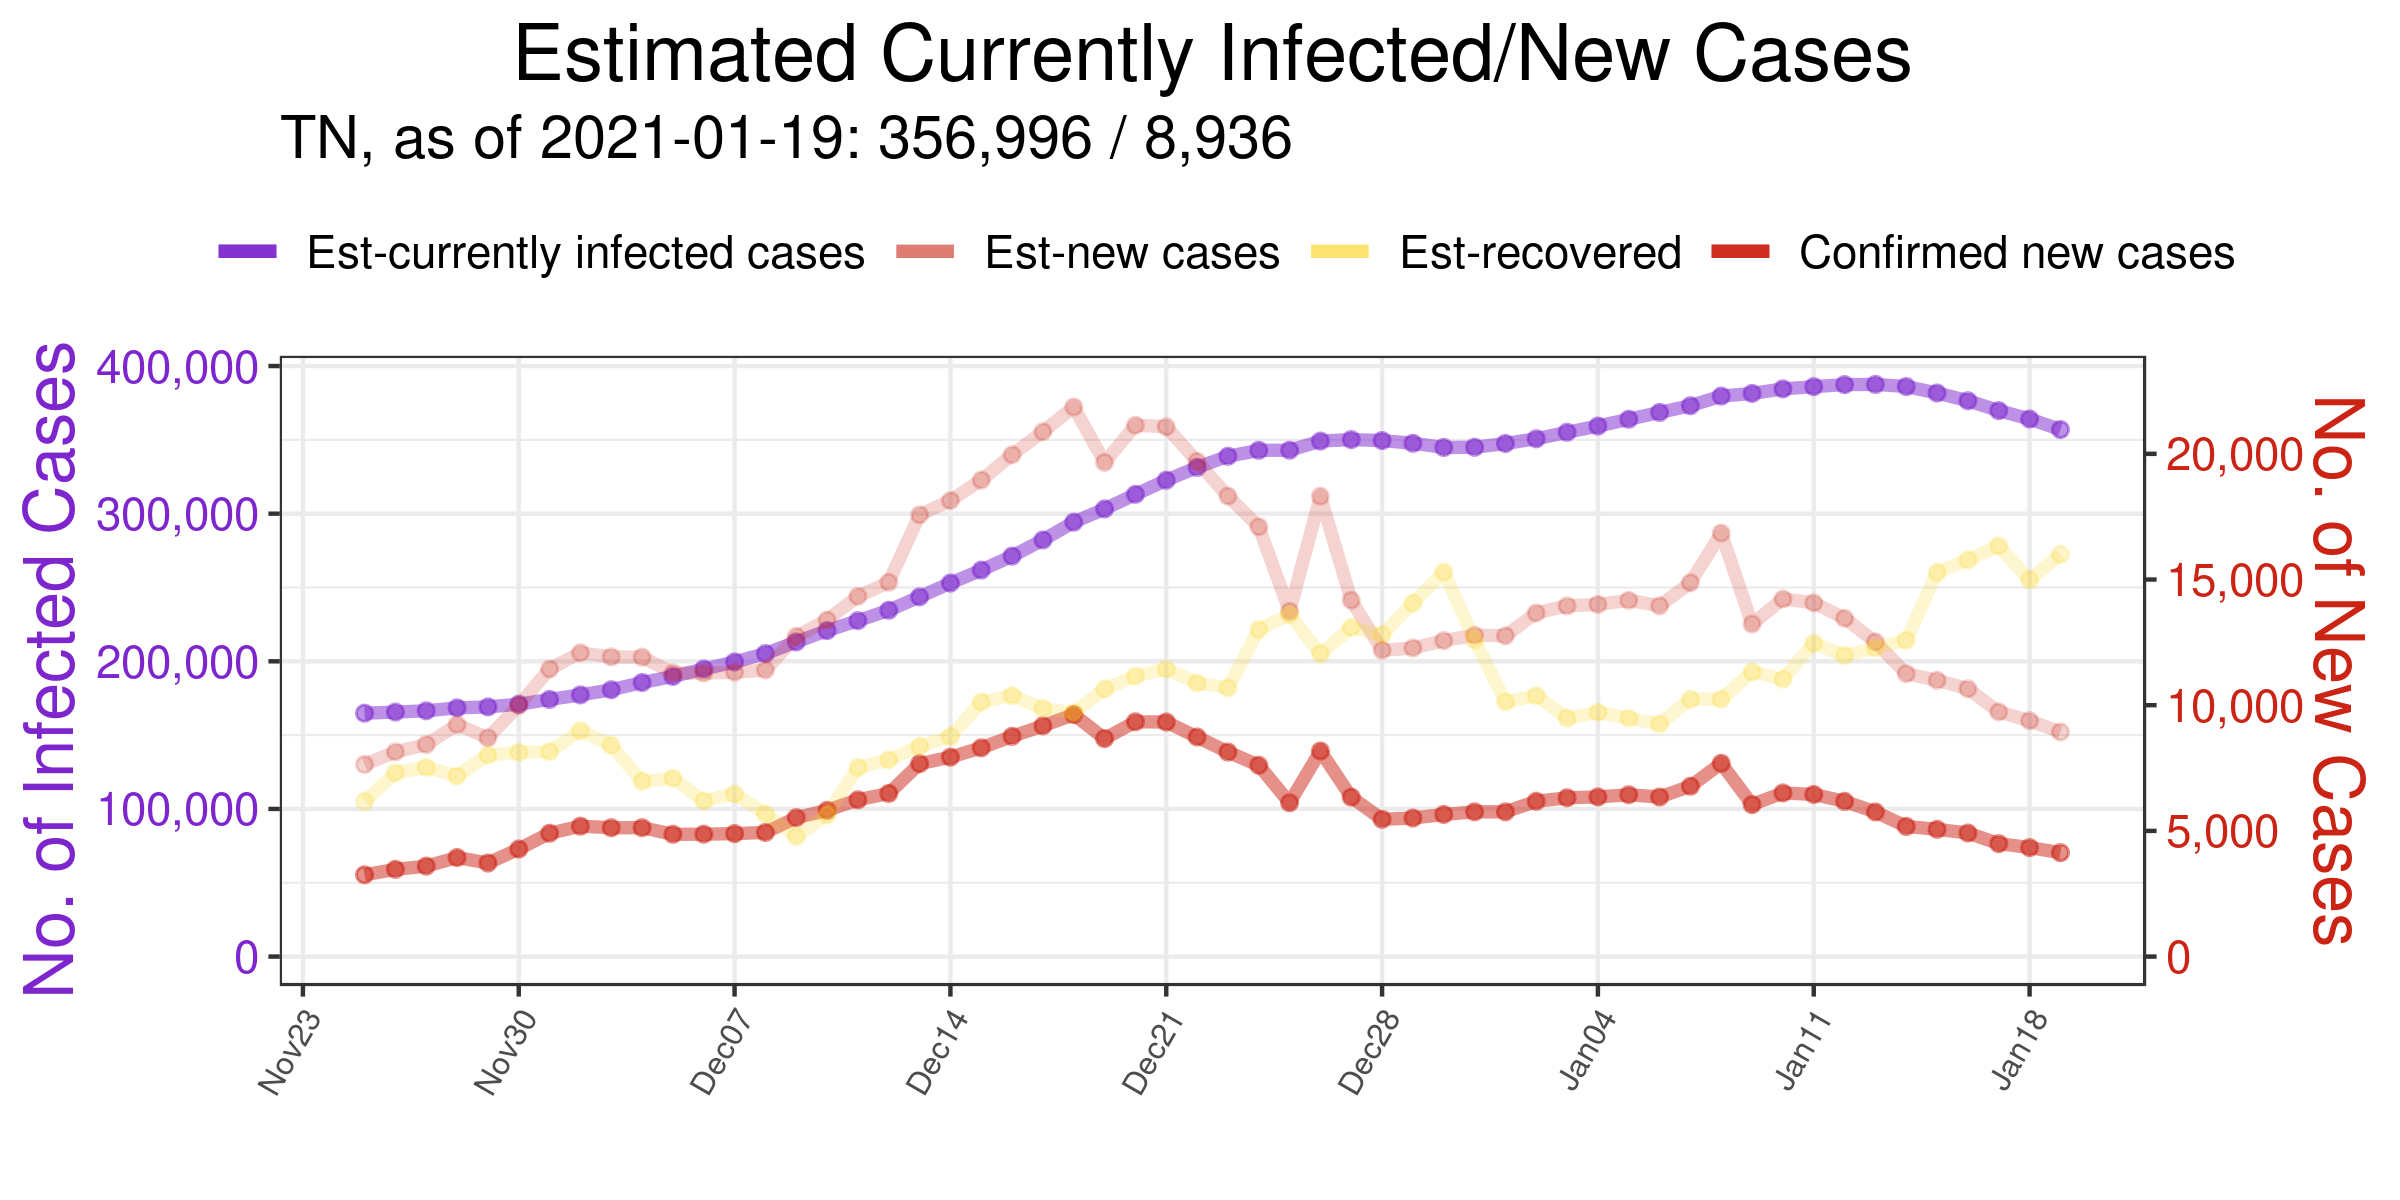 Estimated Currently Infected/New Cases
TN, as of 2021-01-19: 356,996 / 8,936
Est-currently infected cases Est-new cases Est-recovered Confirmed new cases
No. of Infected Cases
400,000
300,000
200,000
100,000
0
20,000
15,000
10,000
5,000
0
No. of New Cases
Nov23 Nov30 Dec07 Dec14 Dec21 Dec28 Jan04 Jan11 Jan18